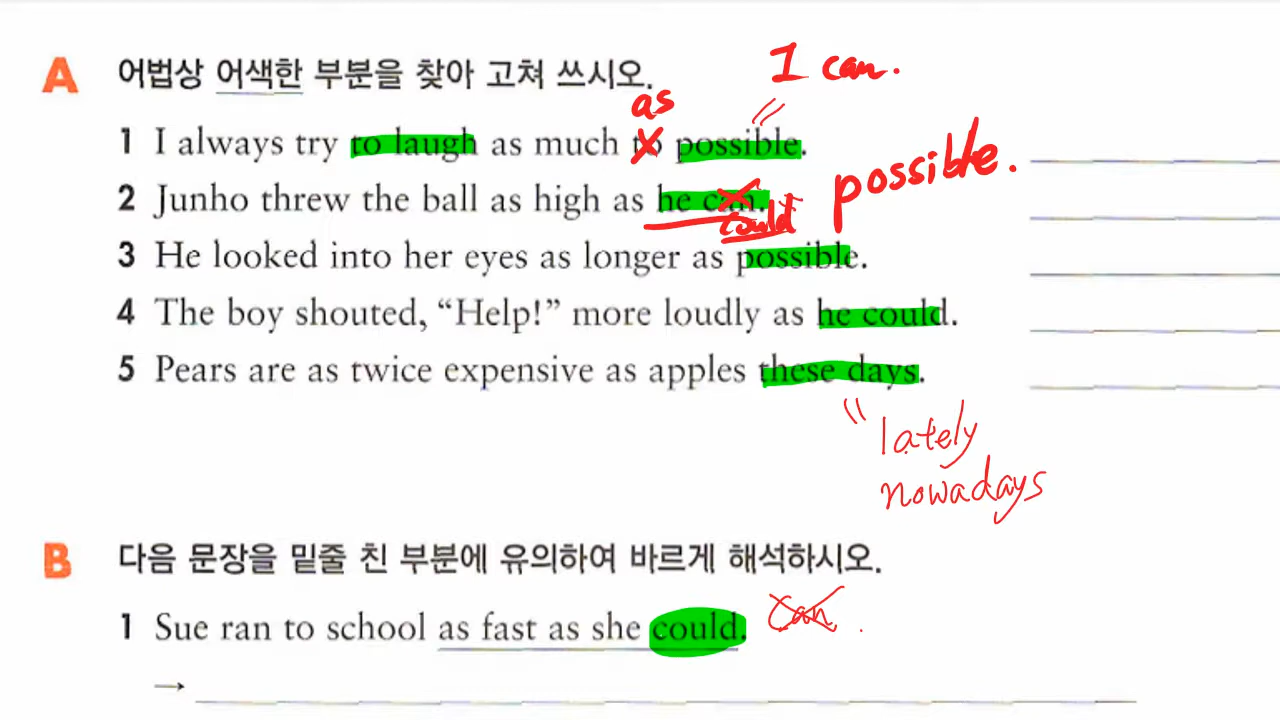 I can.
A 어법상 어색한 부분을 찾아 고쳐 쓰시오.
as
1 I always try to laugh as much to possible.
possible.
2 Junho threw the ball as high as he can.
could
3 He looked into her eyes as longer as possible.
4 The boy shouted, “Help!” more loudly as he could.
5 Pears are as twice expensive as apples these days.
lately
nowadays
B 다음 문장을 밑줄 친 부분에 유의하여 바르게 해석하시오.
1 Sue ran to school as fast as she could. can.
→